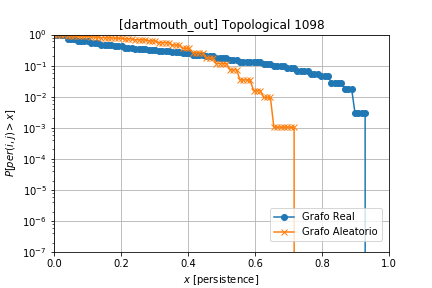 [dartmouth_out] Topological 1098
10^0
10^-1
10^-2
10^-3
10^-4
10^-5
10^-6
10^-7
P[per(i, j) > x]
0.0 0.2 0.4 0.6 0.8 1.0
x [persistence]
Grafo Real
Grafo Aleatorio